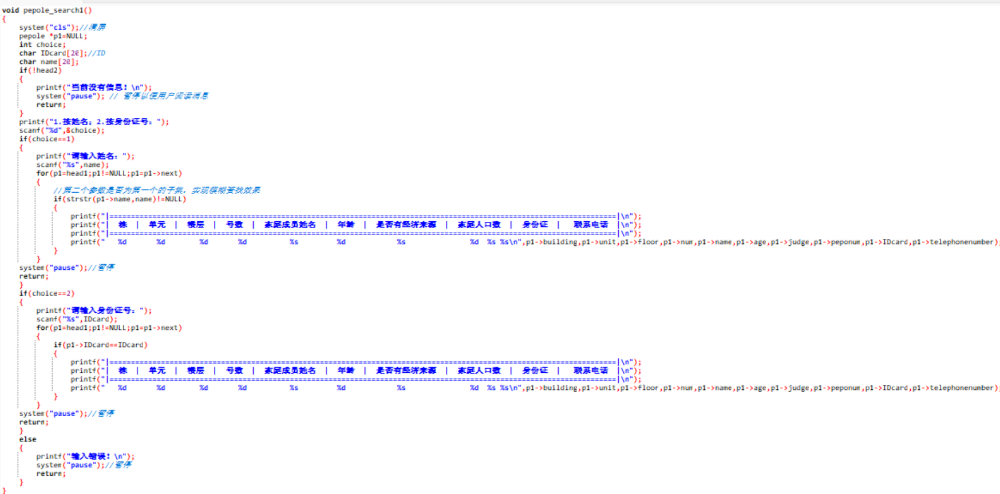 void pepole_search1()
{
system("cls");//清屏
pepole *p1=NULL;
int choice;
char IDcard[20];//ID
char name[20];
if(!head2)
{
printf("当前没有信息！\n");
system("pause"); // 暂停以便用户阅读消息
return;
}
printf("1.按姓名；2.按身份证号：");
scanf("%d",&choice);
if(choice==1)
{
printf("请输入姓名：");
scanf("%s",name);
for(p1=head1;p1!=NULL;p1=p1->next)
{
//第二个参数是否为第一个的子集，实现模糊查找效果
if(strstr(p1->name,name)!=NULL)
{
printf("|======================================================================================================================|\n");
printf("|  栋  |  单元  |  楼层  |  号数  |  家庭成员姓名  |  年龄  |  是否有经济来源  |  家庭人口数  |  身份证  |   联系电话  |\n");
printf("|======================================================================================================================|\n");
printf("   %d       %d        %d       %d          %s         %d            %s               %d  %s %s\n",p1->building,p1->unit,p1->floor,p1->num,p1->name,p1->age,p1->judge,p1->peponum,p1->IDcard,p1->telephonenumber);
}
}
system("pause");//暂停
return;
}
if(choice==2)
{
printf("请输入身份证号：");
scanf("%s",IDcard);
for(p1=head1;p1!=NULL;p1=p1->next)
{
if(p1->IDcard==IDcard)
{
printf("|======================================================================================================================|\n");
printf("|  栋  |  单元  |  楼层  |  号数  |  家庭成员姓名  |  年龄  |  是否有经济来源  |  家庭人口数  |  身份证  |   联系电话  |\n");
printf("|======================================================================================================================|\n");
printf("   %d       %d        %d       %d          %s         %d            %s               %d  %s %s\n",p1->building,p1->unit,p1->floor,p1->num,p1->name,p1->age,p1->judge,p1->peponum,p1->IDcard,p1->telephonenumber);
}
}
system("pause");//暂停
return;
}
else
{
printf("输入错误！\n");
system("pause");//暂停
return;
}
}